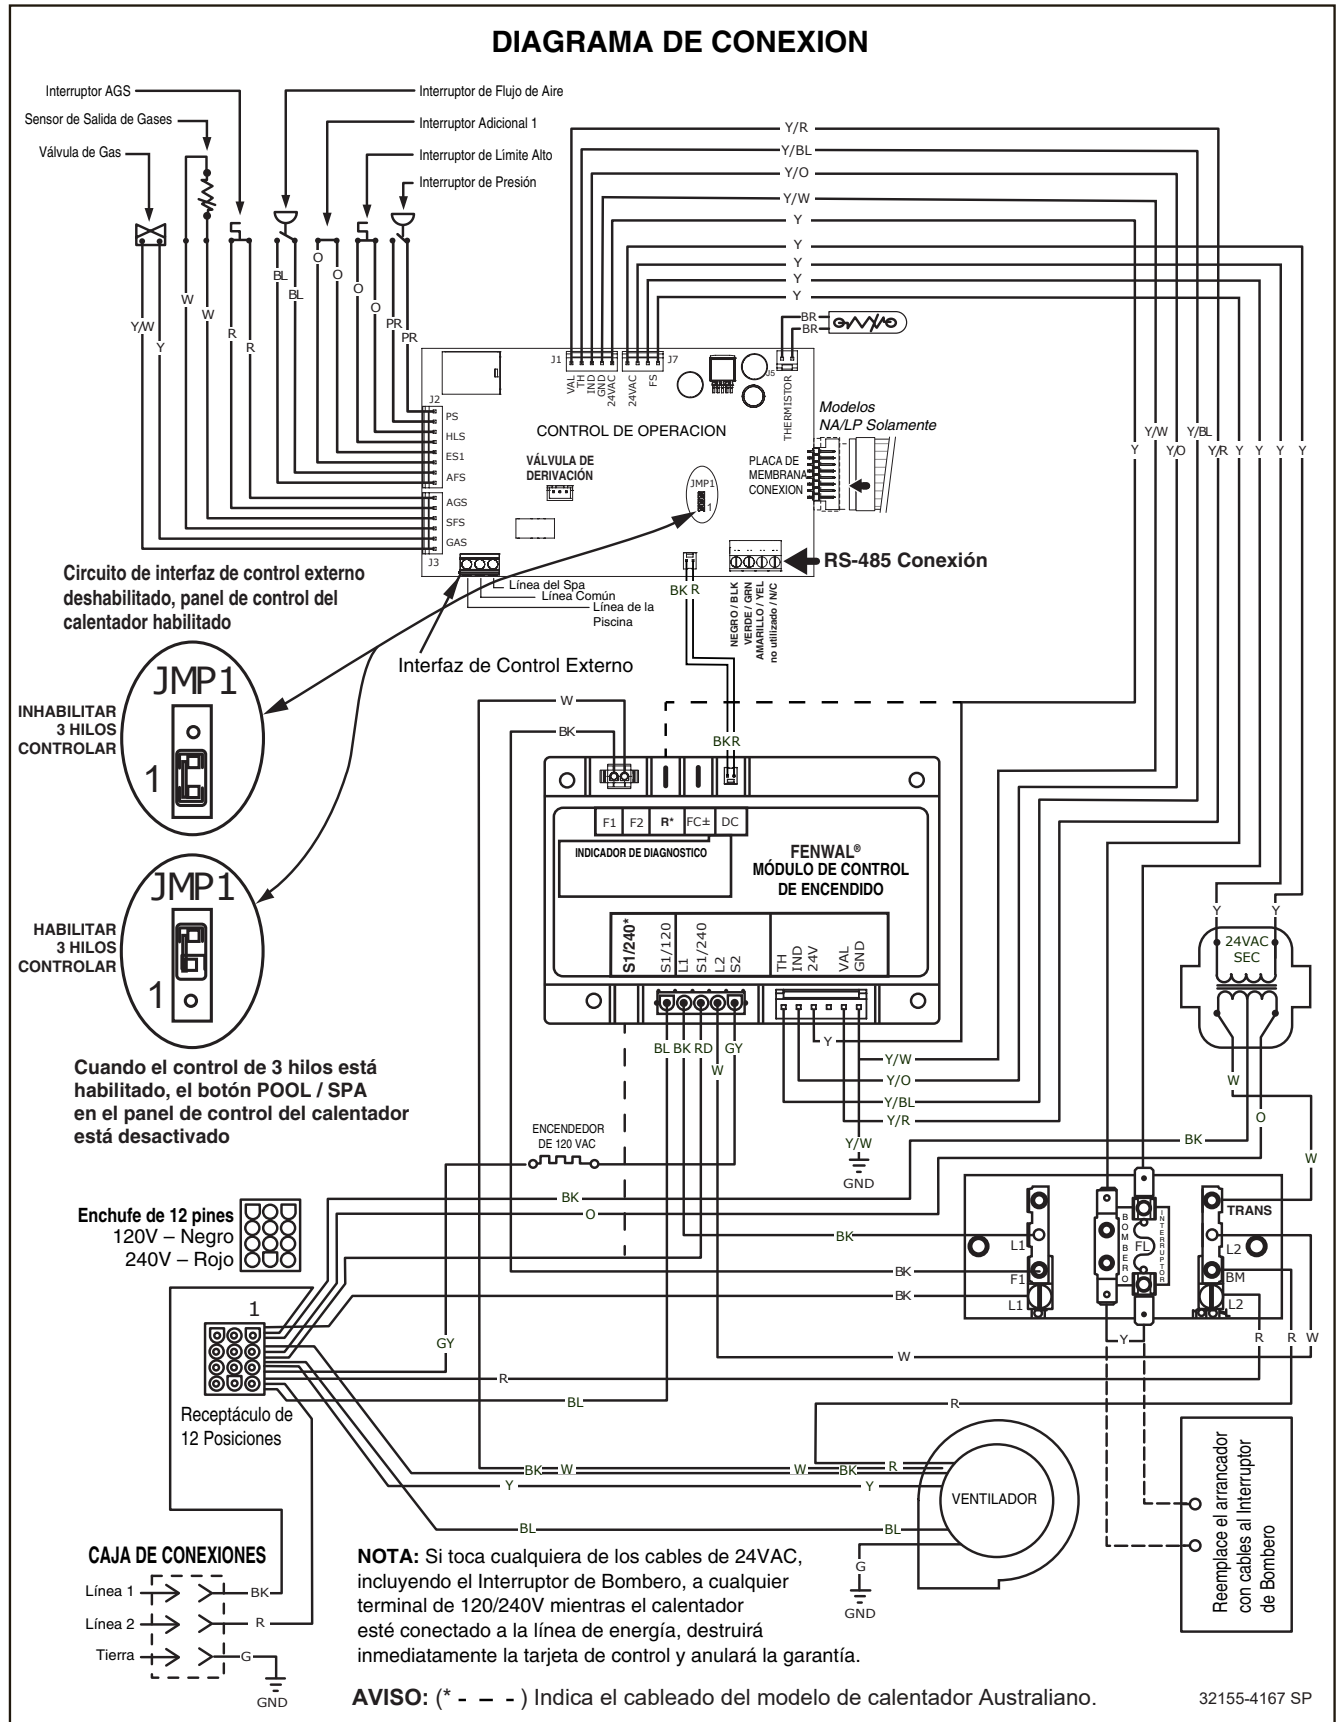 DIAGRAMA DE CONEXION
Interruptor AGS
Sensor de Salida de Gases
Válvula de Gas
Interruptor de Flujo de Aire
Interruptor Adicional 1
Interruptor de Limite Alto
Interruptor de Presión
Y/R
Y/BL
Y/O
Y/W
Y
Y
Y
Y
Y
Y/W
Y
W
W
R
R
BL
BL
O
O
O
O
PR
PR
BR
BR
J1
VAL
TH
IND
GND
24VAC
24VAC
FS
J7
J5
THERMISTOR
J2
PS
HLS
ES1
AFS
AGS
SFS
GAS
J3
CONTROL DE OPERACION
VÁLVULA DE
DERIVACIÓN
JMP1
1
PLACA DE
MEMBRANA
CONEXION
Modelos
NA/LP Solamente
Y
Y/W
Y/O
Y/BL
Y/R
Y
Y
Y
Y
RS-485 Conexión
NEGRO / BLK
VERDE / GRN
AMARILLO / YEL
no utilizado / N/C
BK R
Línea del Spa
Línea Común
Línea de la
Piscina
Interfaz de Control Externo
Circuito de interfaz de control externo
deshabilitado, panel de control del
calentador habilitado
JMP1
1
INHABILITAR
3 HILOS
CONTROLAR
JMP1
1
HABILITAR
3 HILOS
CONTROLAR
Cuando el control de 3 hilos está
habilitado, el botón POOL / SPA
en el panel de control del calentador
está desactivado
W
BK
BKR
F1
F2
R*
FC±
DC
INDICADOR DE DIAGNOSTICO
FENWAL®
MÓDULO DE CONTROL
DE ENCENDIDO
S1/240*
S1/120
L1
S1/240
L2
S2
TH
IND
24V
VAL
GND
BL BK RD GY
W
Y
Y/W
Y/O
Y/BL
Y/R
Y/W
GND
Y
Y
24VAC
SEC
W
O
W
BK
ENCENDEDOR
DE 120 VAC
BK
O
BK
BK
BK
TRANS
L1
F1
L1
BOMBERO
FL
INTERRUPTOR
L2
BM
L2
Y
R
R
W
Enchufe de 12 pines
120V – Negro
240V – Rojo
1
Receptáculo de
12 Posiciones
GY
W
R
BL
R
BK
W
W
BK
R
Y
Y
BL
BL
VENTILADOR
G
GND
Reemplace el arrancador
con cables al Interruptor
de Bombero
CAJA DE CONEXIONES
Línea 1
BK
Línea 2
R
Tierra
G
GND
NOTA: Si toca cualquiera de los cables de 24VAC,
incluyendo el Interruptor de Bombero, a cualquier
terminal de 120/240V mientras el calentador
esté conectado a la línea de energía, destruirá
inmediatamente la tarjeta de control y anulará la garantía.
AVISO: (* - – - ) Indica el cableado del modelo de calentador Australiano.
32155-4167 SP